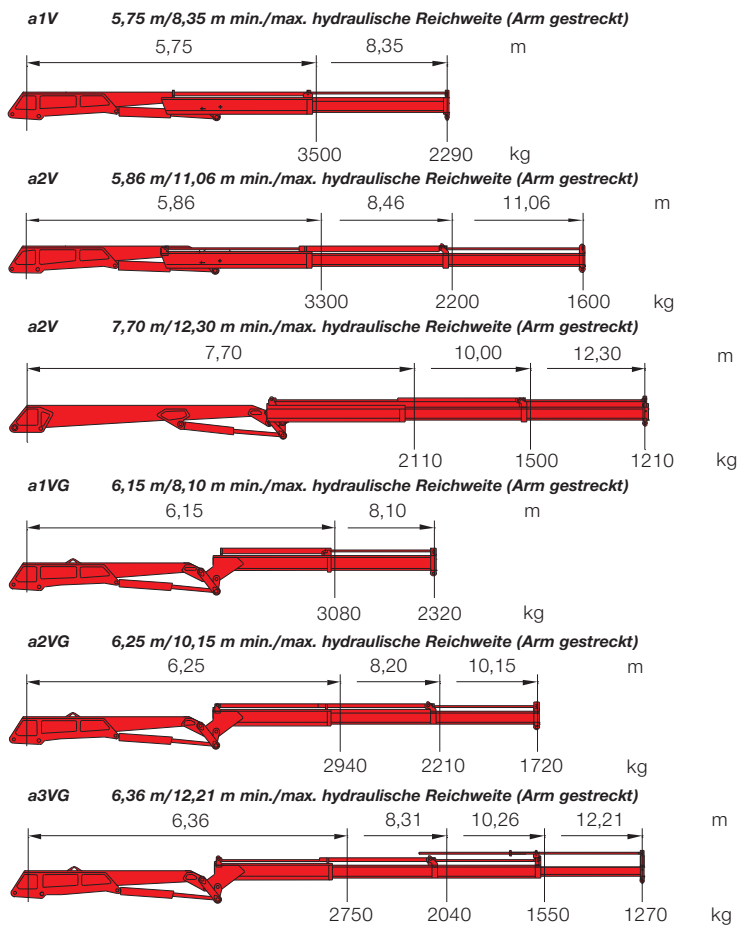 a1V 5,75 m/8,35 m min./max. hydraulische Reichweite (Arm gestreckt)
5,75 8,35 m
3500 2290 kg
a2V 5,86 m/11,06 m min./max. hydraulische Reichweite (Arm gestreckt)
5,86 8,46 11,06 m
3300 2200 1600 kg
a2V 7,70 m/12,30 m min./max. hydraulische Reichweite (Arm gestreckt)
7,70 10,00 12,30 m
2110 1500 1210 kg
a1VG 6,15 m/8,10 m min./max. hydraulische Reichweite (Arm gestreckt)
6,15 8,10 m
3080 2320 kg
a2VG 6,25 m/10,15 m min./max. hydraulische Reichweite (Arm gestreckt)
6,25 8,20 10,15 m
2940 2210 1720 kg
a3VG 6,36 m/12,21 m min./max. hydraulische Reichweite (Arm gestreckt)
6,36 8,31 10,26 12,21 m
2750 2040 1550 1270 kg